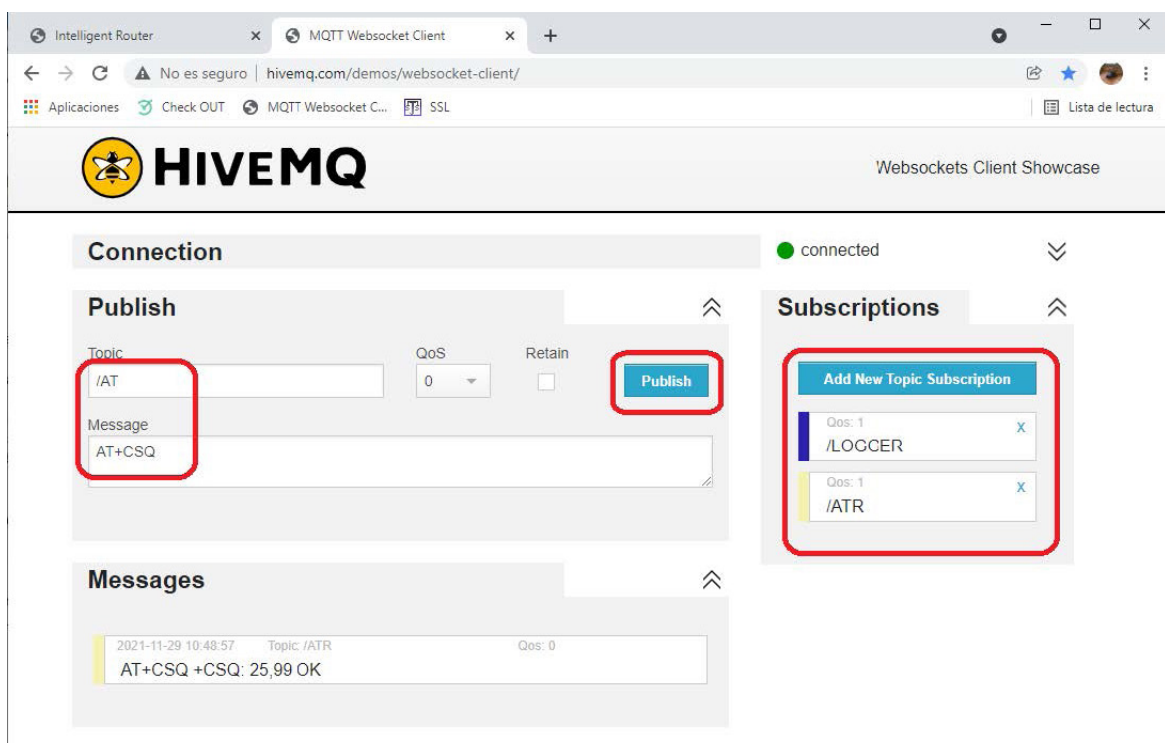 Intelligent Router
MQTT Websocket Client
No es seguro | hivemq.com/demos/websocket-client/
Aplicaciones Check OUT MQTT Websocket C... SSL Lista de lectura
HIVEMQ
Websockets Client Showcase
Connection
connected
Publish
Topic QoS Retain
/AT 0 Publish
Message
AT+CSQ
Subscriptions
Add New Topic Subscription
Qos: 1 X
/LOGGER
Qos: 1 X
/ATR
Messages
2021-11-29 10:48:57 Topic: /ATR Qos: 0
AT+CSQ +CSQ: 25,99 OK